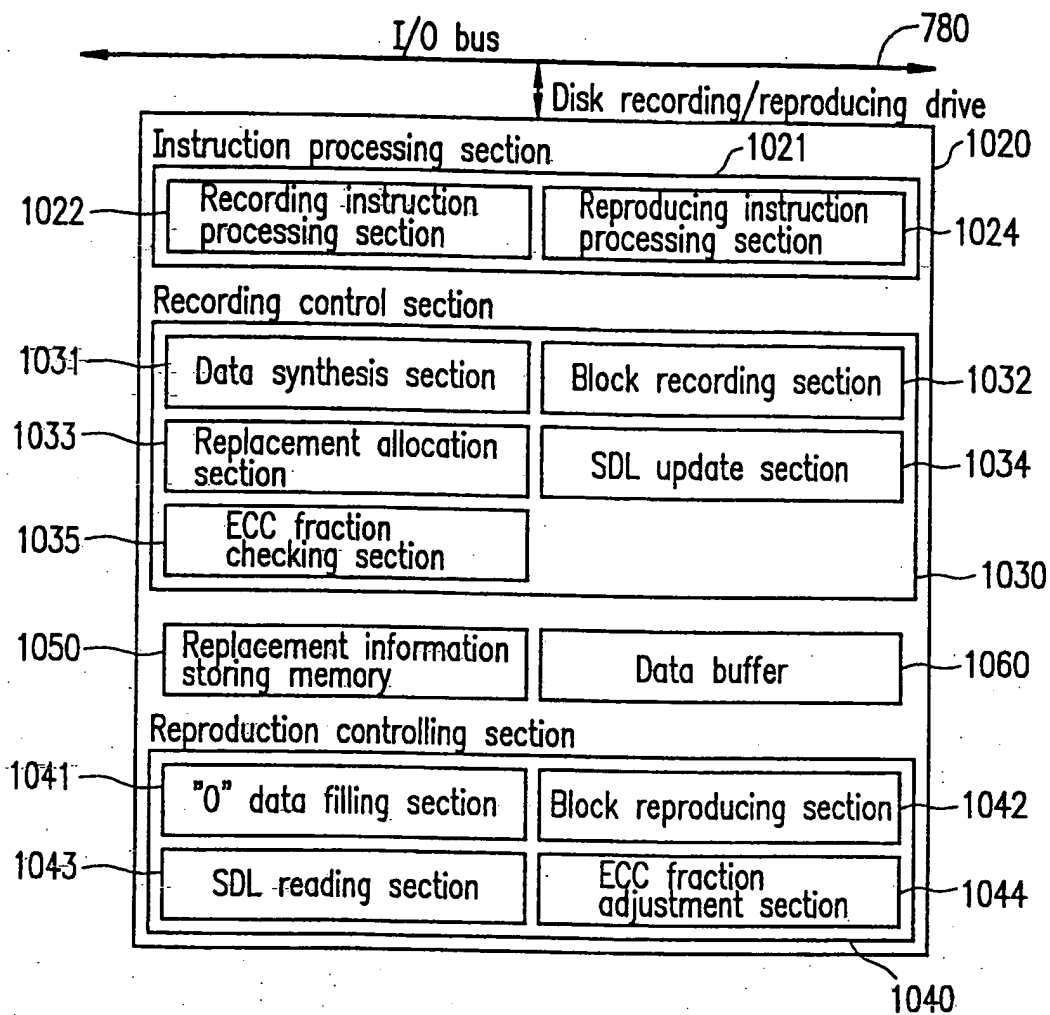 I/O bus
780
Disk recording/reproducing drive
1020
Instruction processing section
1021
1022
Recording instruction
processing section
Reproducing instruction
processing section
1024
Recording control section
1031
Data synthesis section
Block recording section
1032
1033
Replacement allocation
section
SDL update section
1034
1035
ECC fraction
checking section
1030
1050
Replacement information
storing memory
Data buffer
1060
Reproduction controlling section
1041
"0" data filling section
Block reproducing section
1042
1043
SDL reading section
ECC fraction
adjustment section
1044
1040